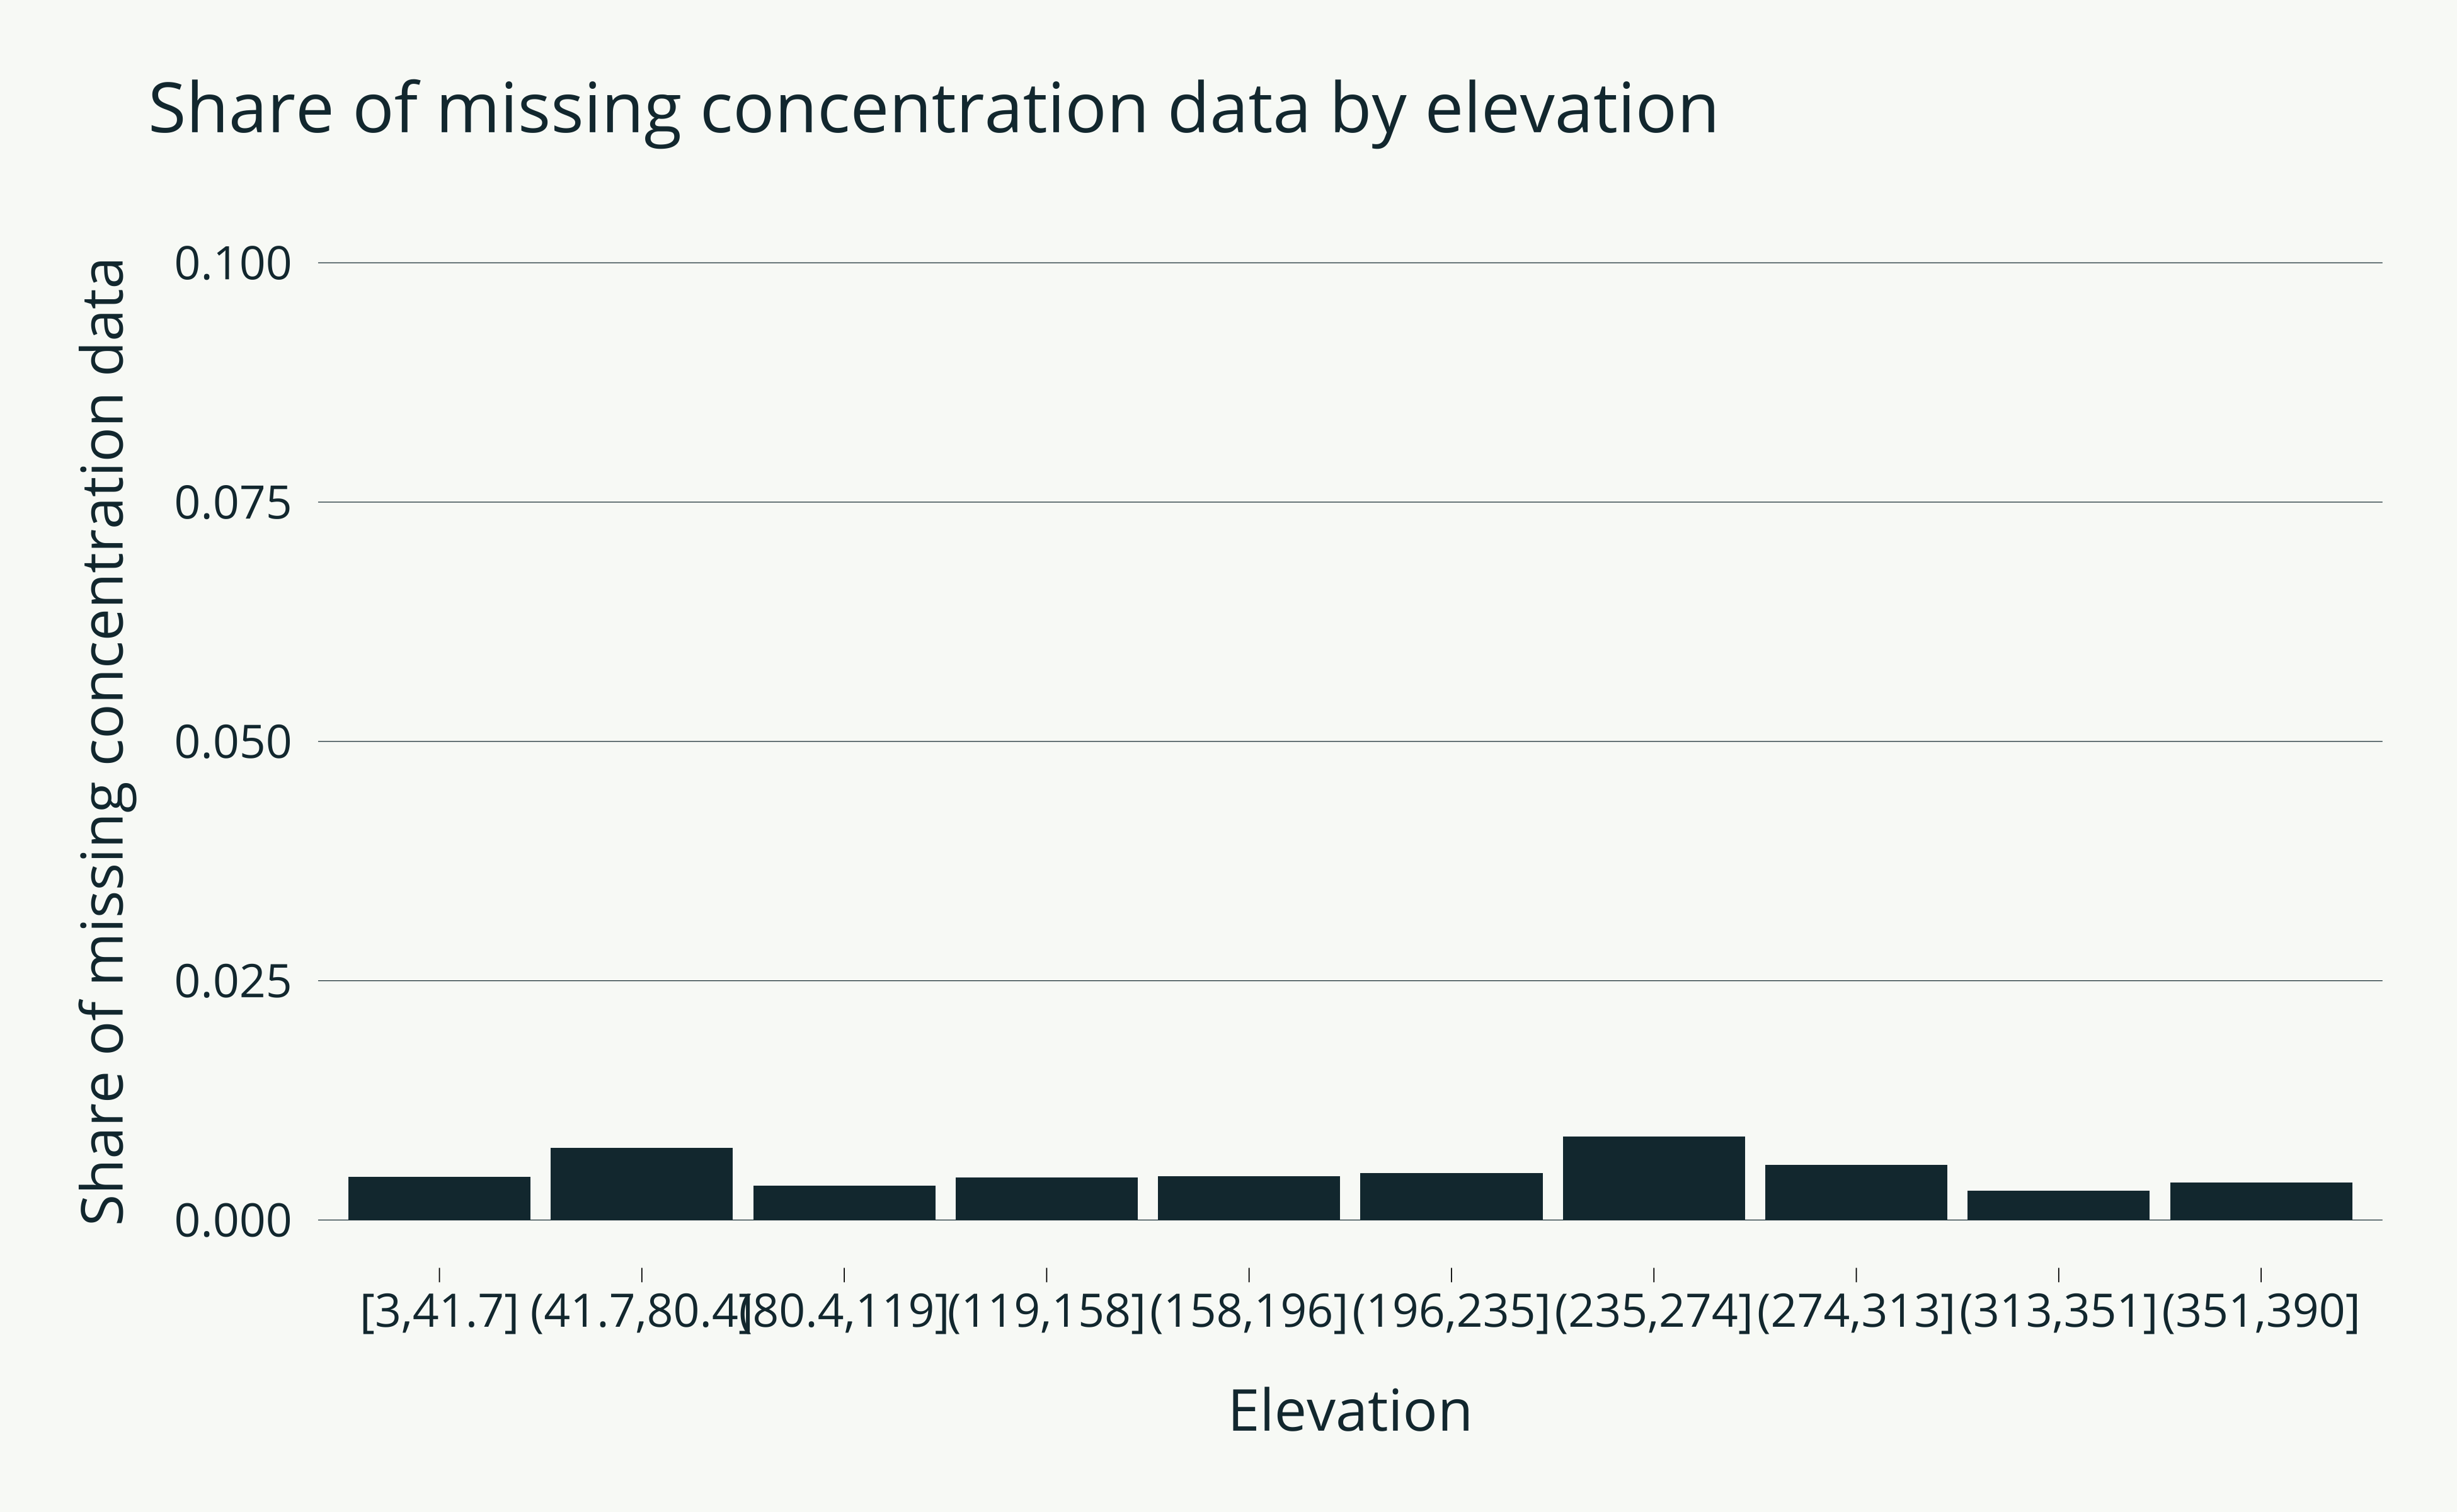 Share of missing concentration data by elevation
Share of missing concentration data
0.100
0.075
0.050
0.025
0.000
[3,41.7] (41.7,80.4] (80.4,119] (119,158] (158,196] (196,235] (235,274] (274,313] (313,351] (351,390]
Elevation